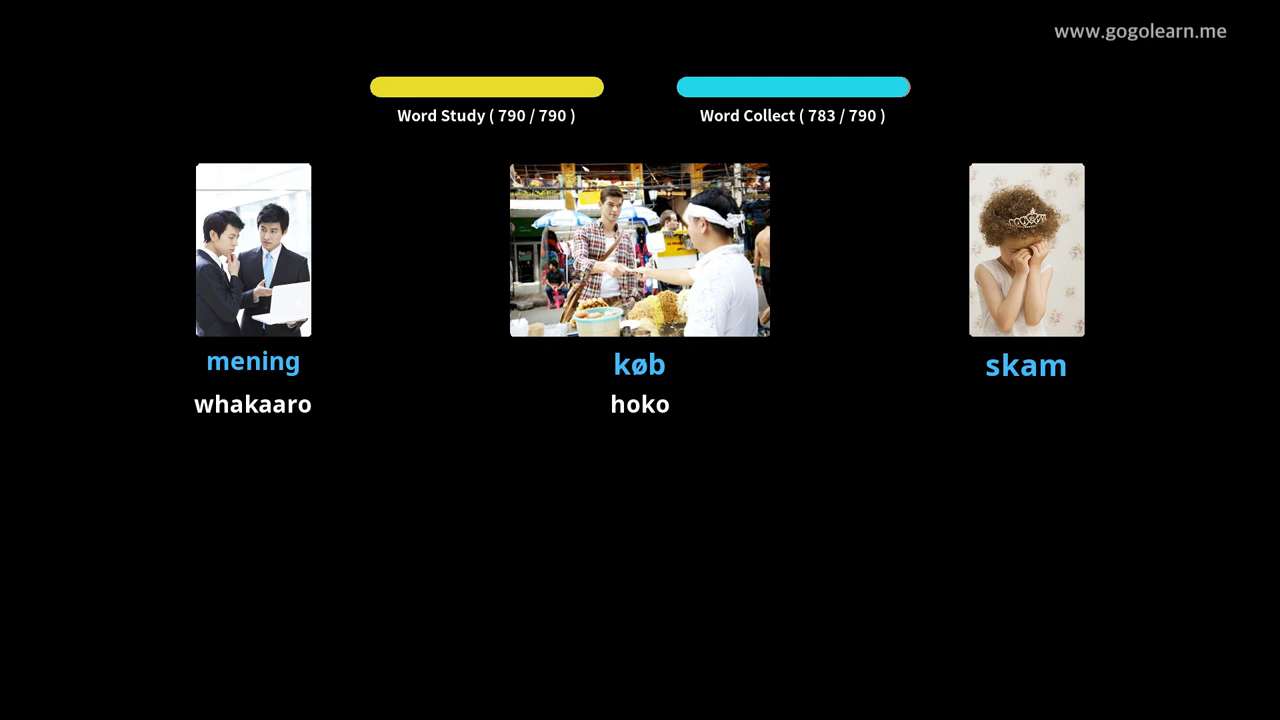 www.gogolearn.me
Word Study ( 790 / 790 )
Word Collect ( 783 / 790 )
mening
køb
skam
whakaaro
hoko